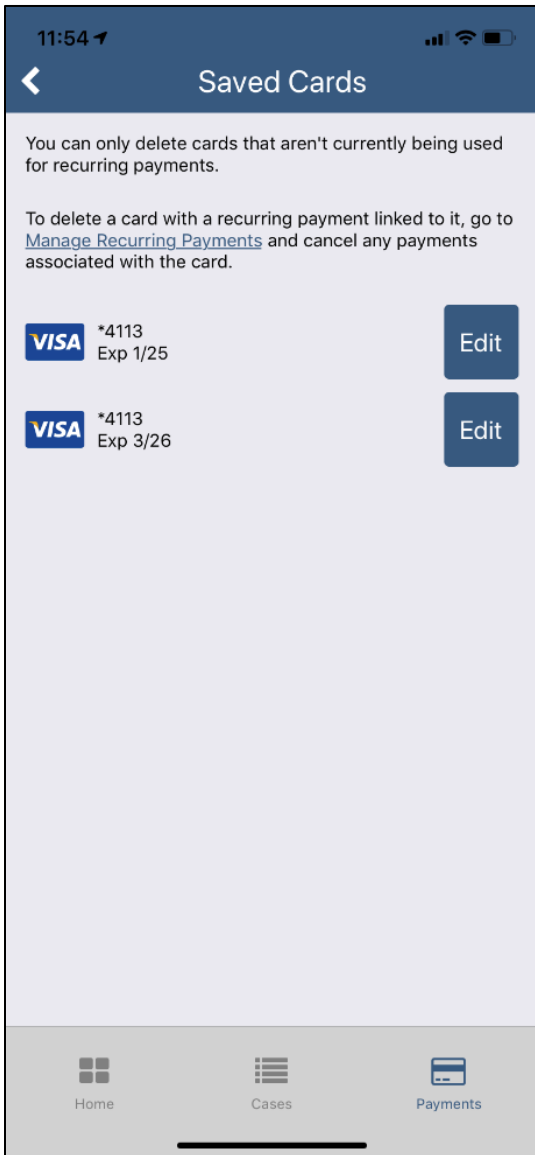 11:54
Saved Cards
You can only delete cards that aren't currently being used
for recurring payments.
To delete a card with a recurring payment linked to it, go to
Manage Recurring Payments and cancel any payments
associated with the card.
VISA *4113
Exp 1/25
Edit
VISA *4113
Exp 3/26
Edit
Home Cases Payments